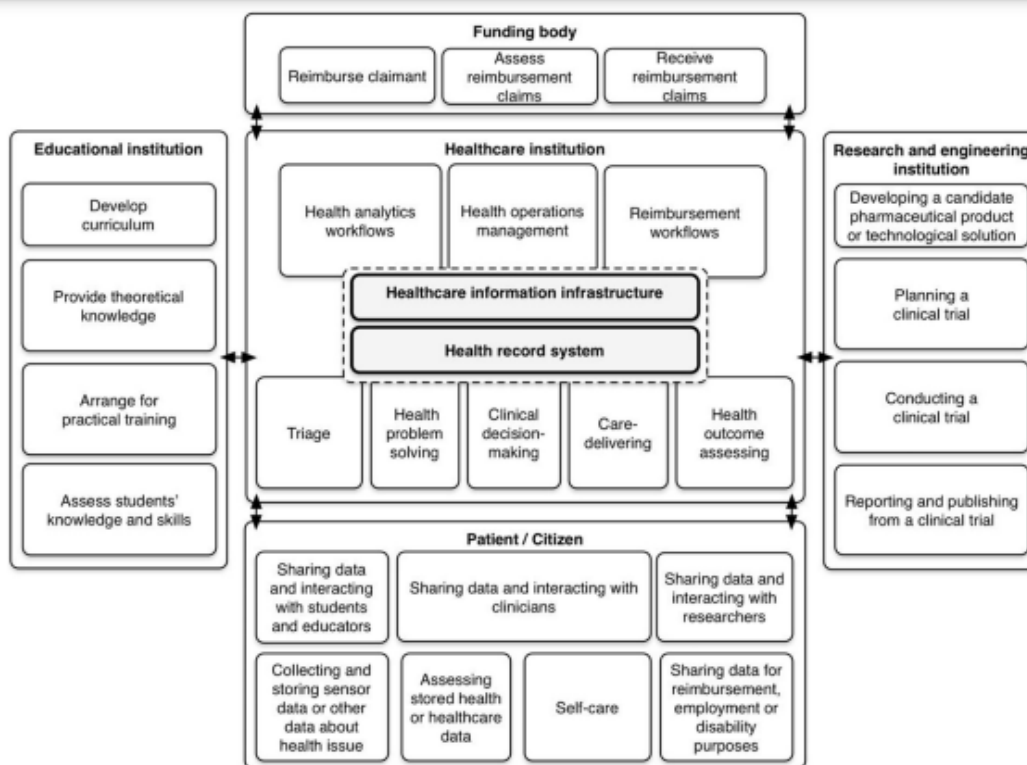 Funding body
Reimburse claimant
Assess
reimbursement
claims
Receive
reimbursement
claims
Educational institution
Develop
curriculum
Provide theoretical
knowledge
Arrange for
practical training
Assess students'
knowledge and skills
Healthcare institution
Health analytics
workflows
Health operations
management
Reimbursement
workflows
Healthcare information infrastructure
Health record system
Triage
Health
problem
solving
Clinical
decision-
making
Care-
delivering
Health
outcome
assessing
Research and engineering
institution
Developing a candidate
pharmaceutical product
or technological solution
Planning a
clinical trial
Conducting a
clinical trial
Reporting and publishing
from a clinical trial
Patient / Citizen
Sharing data
and interacting
with students
and educators
Sharing data and interacting with
clinicians
Sharing data and
interacting with
researchers
Collecting and
storing sensor
data or other
data about
health issue
Assessing
stored health
or healthcare
data
Self-care
Sharing data for
reimbursement,
employment or
disability
purposes